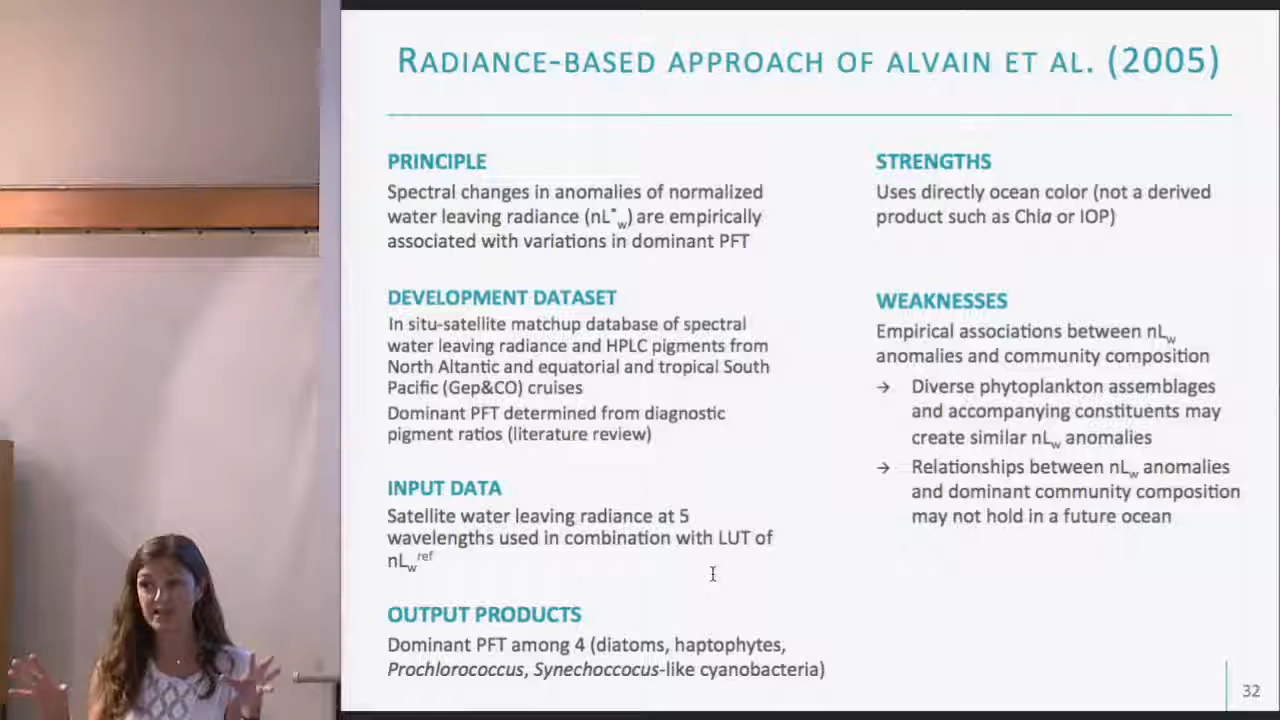 RADIANCE-BASED APPROACH OF ALVAIN ET AL. (2005)
PRINCIPLE
Spectral changes in anomalies of normalized
water leaving radiance (nL*w) are empirically
associated with variations in dominant PFT
DEVELOPMENT DATASET
In situ-satellite matchup database of spectral
water leaving radiance and HPLC pigments from
North Altantic and equatorial and tropical South
Pacific (Gep&CO) cruises
Dominant PFT determined from diagnostic
pigment ratios (literature review)
INPUT DATA
Satellite water leaving radiance at 5
wavelengths used in combination with LUT of
nLw^ref
OUTPUT PRODUCTS
Dominant PFT among 4 (diatoms, haptophytes,
Prochlorococcus, Synechoccocus-like cyanobacteria)
STRENGTHS
Uses directly ocean color (not a derived
product such as Chla or IOP)
WEAKNESSES
Empirical associations between nLw
anomalies and community composition
→ Diverse phytoplankton assemblages
and accompanying constituents may
create similar nLw anomalies
→ Relationships between nLw anomalies
and dominant community composition
may not hold in a future ocean
32